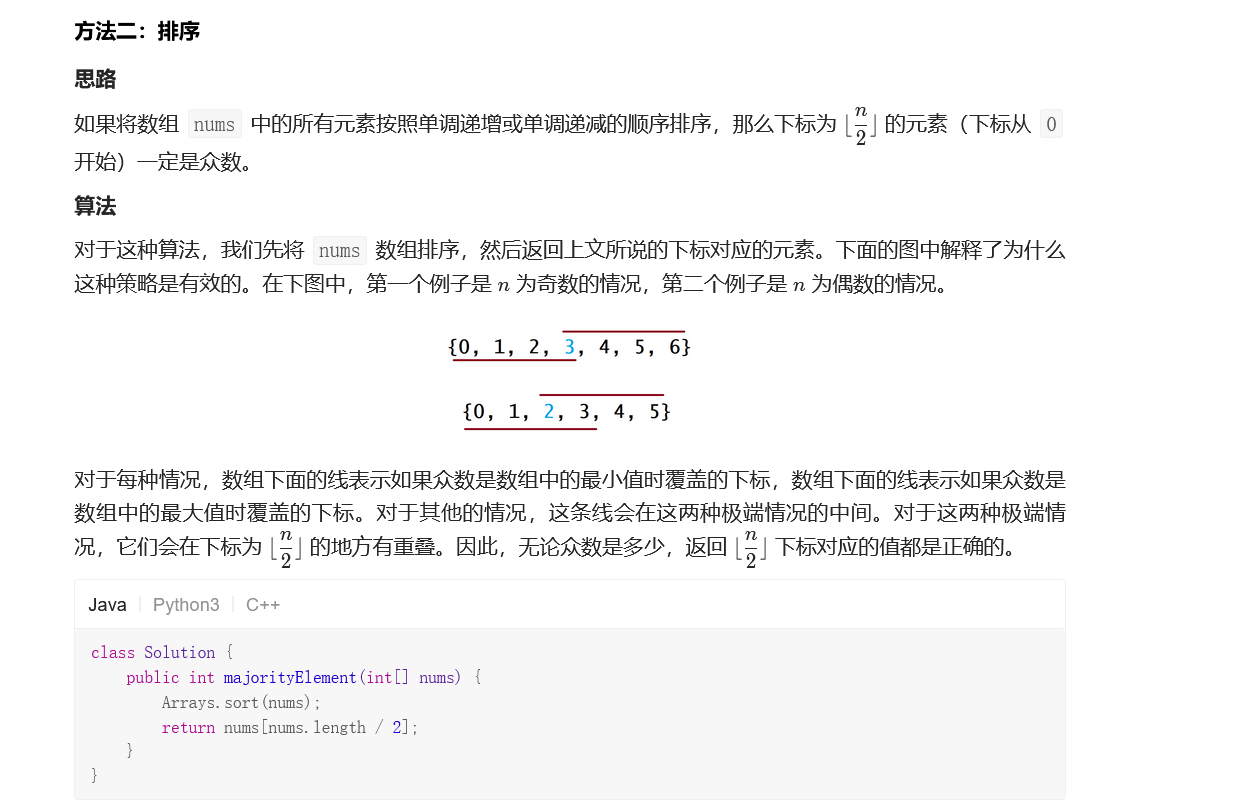 方法二：排序
思路
如果将数组 nums 中的所有元素按照单调递增或单调递减的顺序排序，那么下标为 ⌊n/2⌋ 的元素（下标从 0
开始）一定是众数。
算法
对于这种算法，我们先将 nums 数组排序，然后返回上文所说的下标对应的元素。下面的图中解释了为什么
这种策略是有效的。在下图中，第一个例子是 n 为奇数的情况，第二个例子是 n 为偶数的情况。
{0, 1, 2, 3, 4, 5, 6}
{0, 1, 2, 3, 4, 5}
对于每种情况，数组下面的线表示如果众数是数组中的最小值时覆盖的下标，数组下面的线表示如果众数是
数组中的最大值时覆盖的下标。对于其他的情况，这条线会在这两种极端情况的中间。对于这两种极端情
况，它们会在下标为 ⌊n/2⌋ 的地方有重叠。因此，无论众数是多少，返回 ⌊n/2⌋ 下标对应的值都是正确的。
Java Python3 C++
class Solution {
    public int majorityElement(int[] nums) {
        Arrays.sort(nums);
        return nums[nums.length / 2];
    }
}